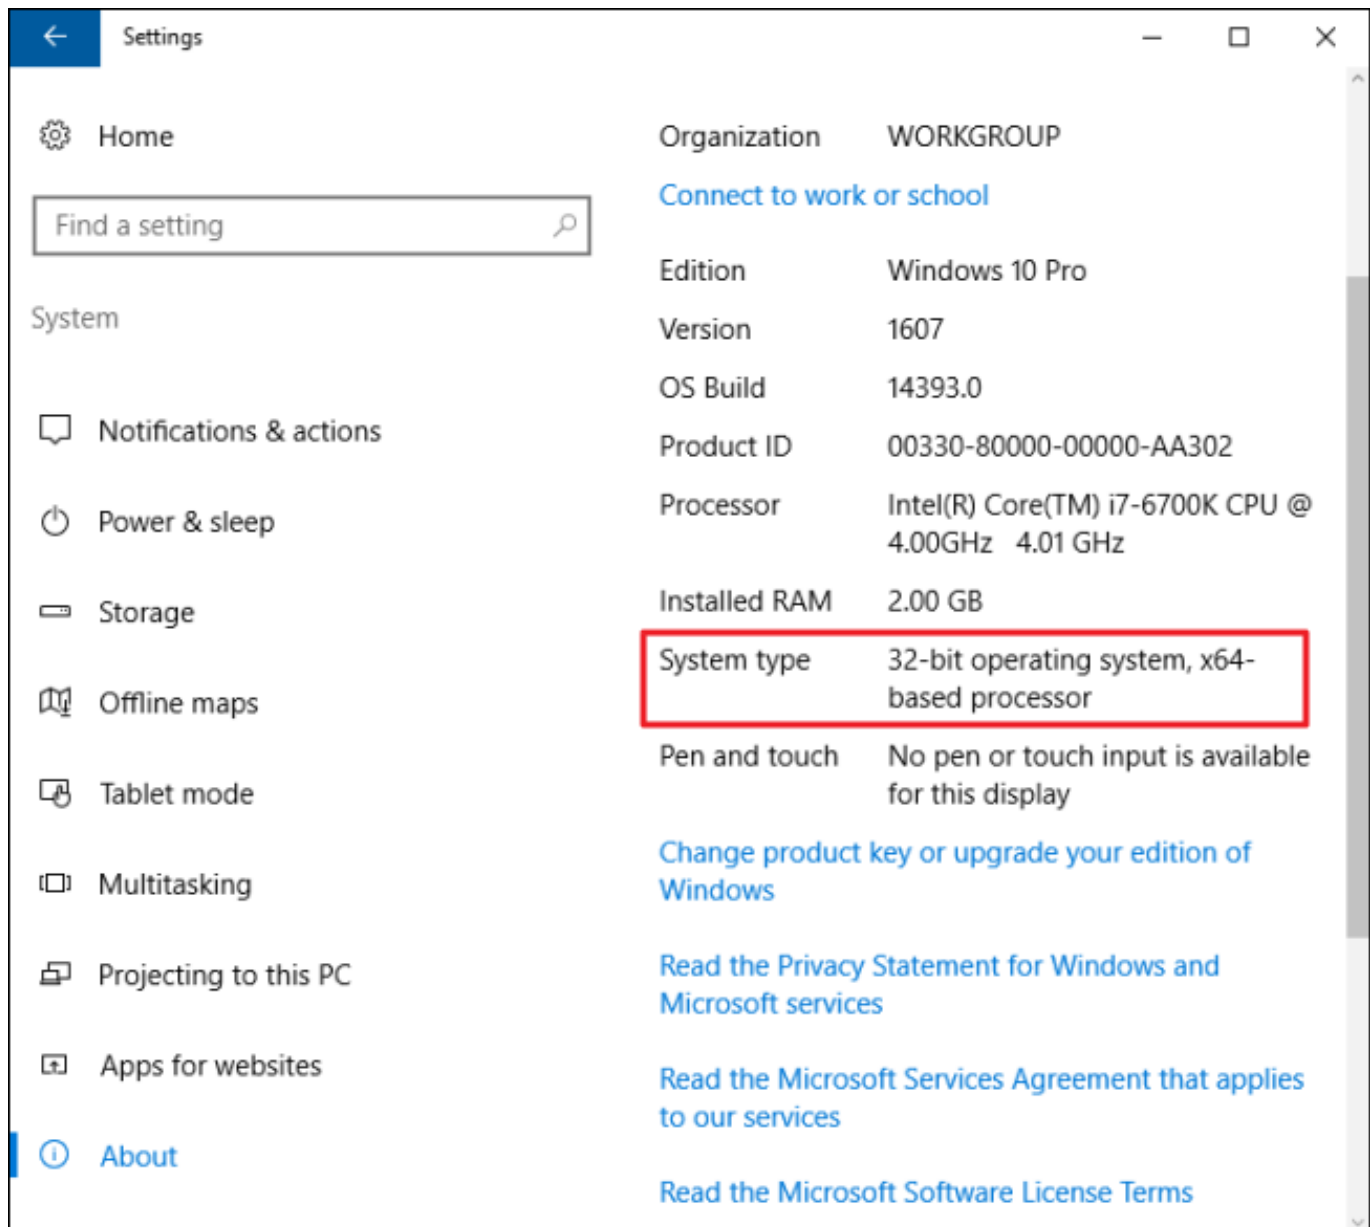 Settings
Home
Find a setting
System
Notifications & actions
Power & sleep
Storage
Offline maps
Tablet mode
Multitasking
Projecting to this PC
Apps for websites
About
Organization WORKGROUP
Connect to work or school
Edition Windows 10 Pro
Version 1607
OS Build 14393.0
Product ID 00330-80000-00000-AA302
Processor Intel(R) Core(TM) i7-6700K CPU @
4.00GHz 4.01 GHz
Installed RAM 2.00 GB
System type 32-bit operating system, x64-
based processor
Pen and touch No pen or touch input is available
for this display
Change product key or upgrade your edition of
Windows
Read the Privacy Statement for Windows and
Microsoft services
Read the Microsoft Services Agreement that applies
to our services
Read the Microsoft Software License Terms